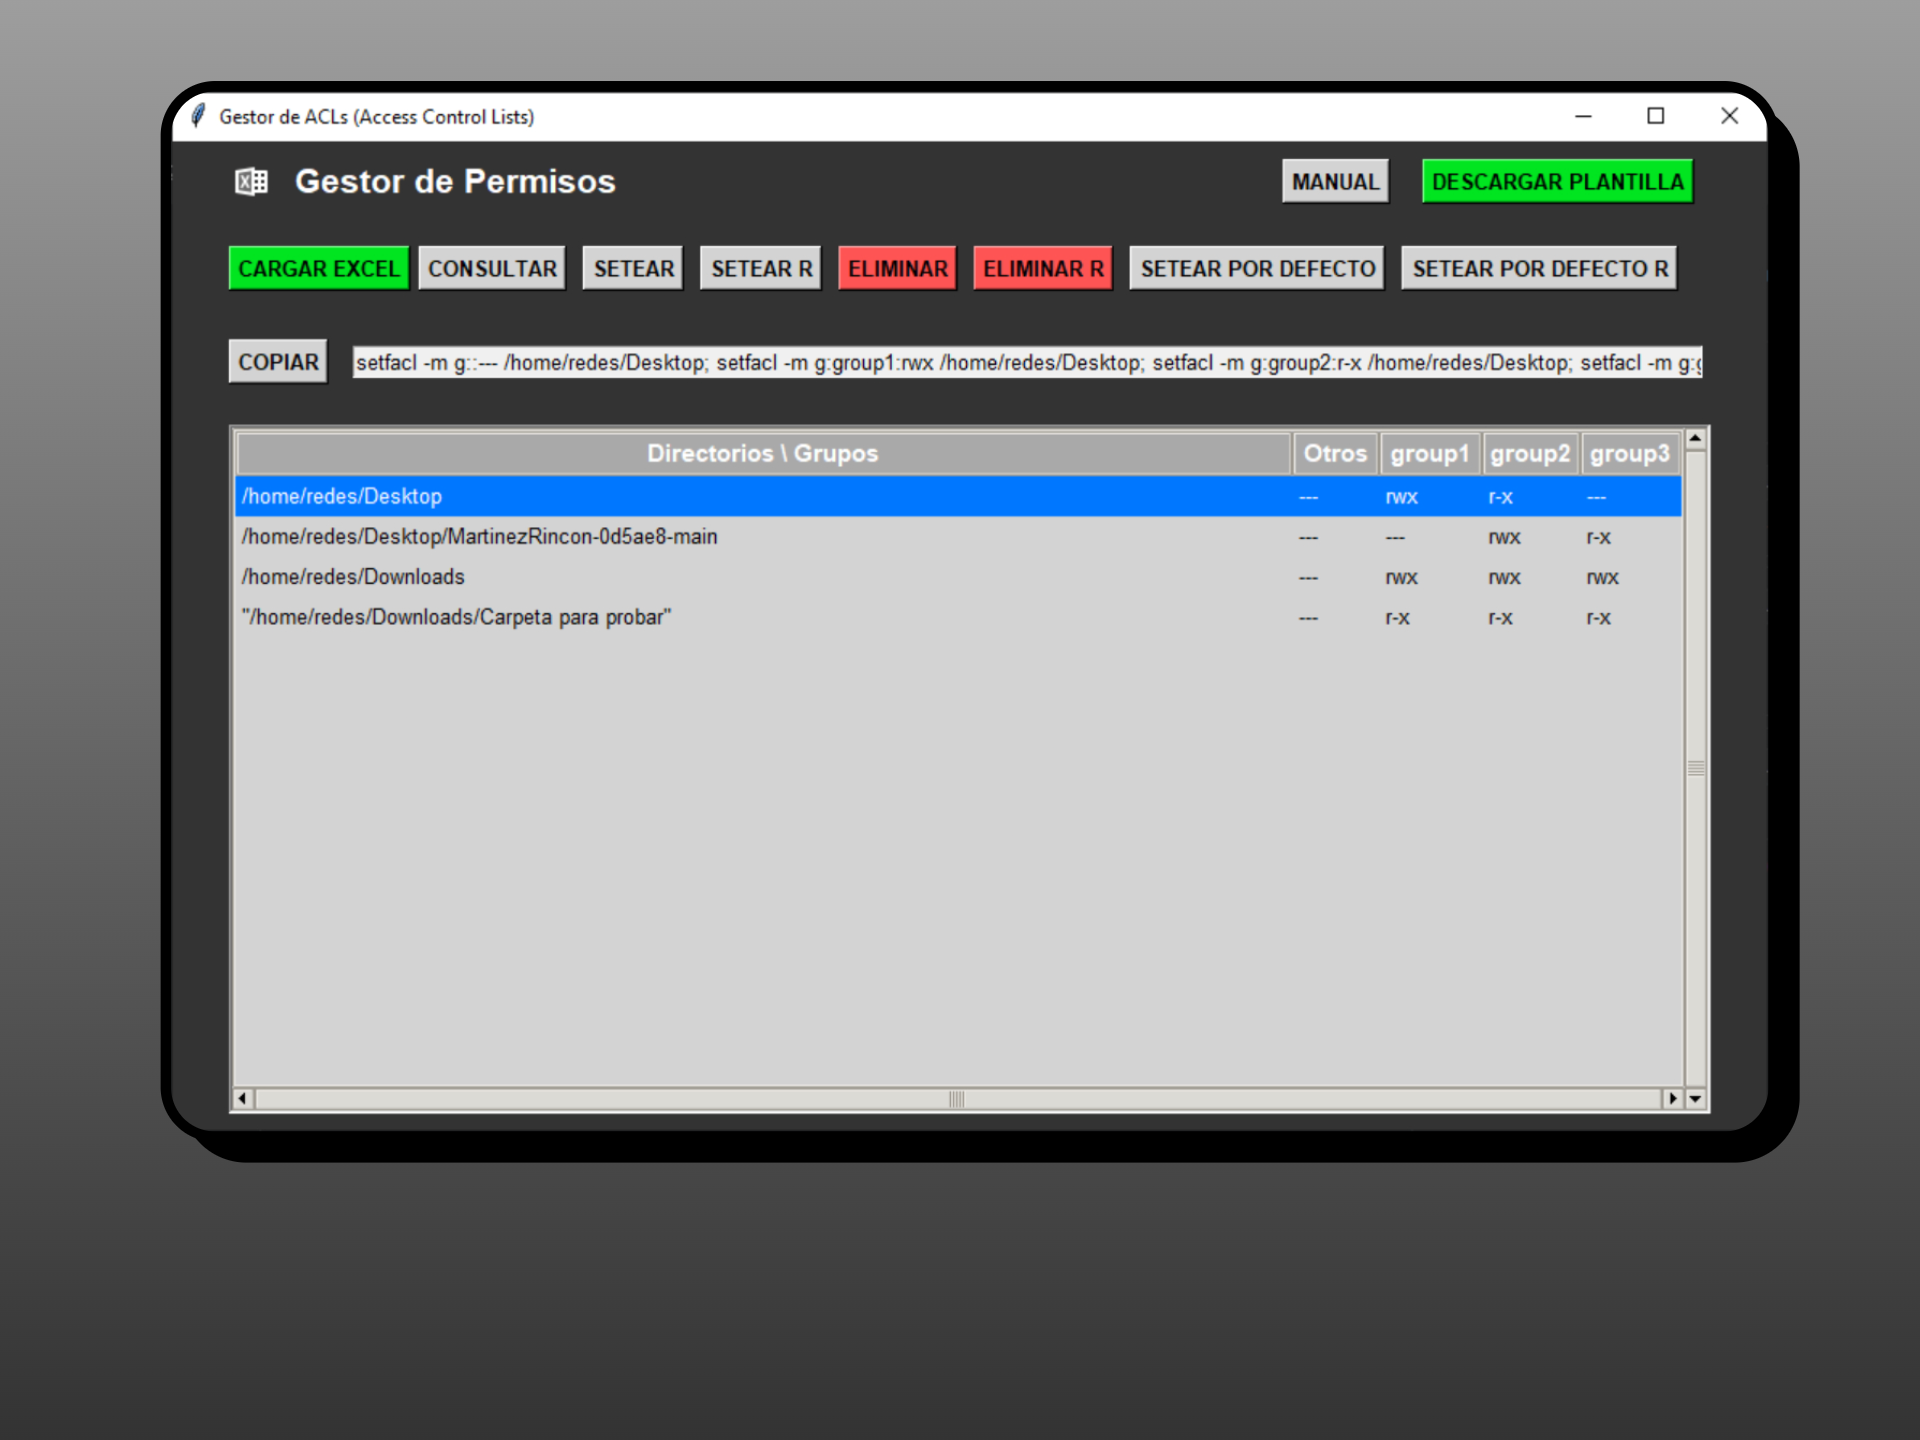 Gestor de ACLs (Access Control Lists)
Gestor de Permisos
MANUAL
DESCARGAR PLANTILLA
CARGAR EXCEL
CONSULTAR
SETEAR
SETEAR R
ELIMINAR
ELIMINAR R
SETEAR POR DEFECTO
SETEAR POR DEFECTO R
COPIAR
setfacl -m g::--- /home/redes/Desktop; setfacl -m g:group1:rwx /home/redes/Desktop; setfacl -m g:group2:r-x /home/redes/Desktop; setfacl -m g:
Directorios \ Grupos Otros group1 group2 group3
/home/redes/Desktop --- rwx r-x ---
/home/redes/Desktop/MartinezRincon-0d5ae8-main --- --- rwx r-x
/home/redes/Downloads --- rwx rwx rwx
"/home/redes/Downloads/Carpeta para probar" --- r-x r-x r-x